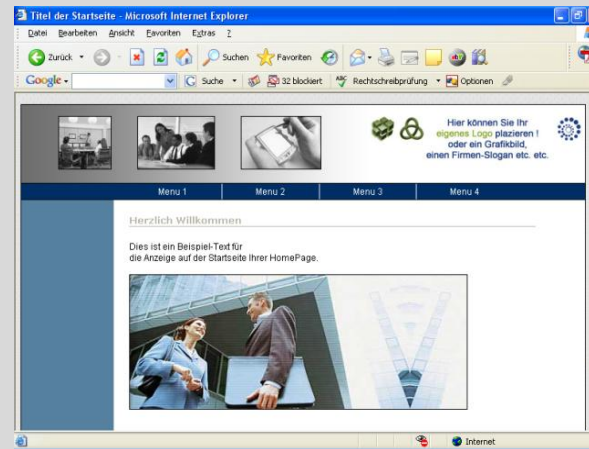 Titel der Startseite - Microsoft Internet Explorer
Datei Bearbeiten Ansicht Favoriten Extras ?
Zurück Suchen Favoriten
Google Suche 32 blockiert ABC Rechtschreibprüfung Optionen
Hier können Sie Ihr
eigenes Logo plazieren !
oder ein Grafikbild,
einen Firmen-Slogan etc. etc.
Menu 1 Menu 2 Menu 3 Menu 4
Herzlich Willkommen
Dies ist ein Beispiel-Text für
die Anzeige auf der Startseite Ihrer HomePage.
Internet